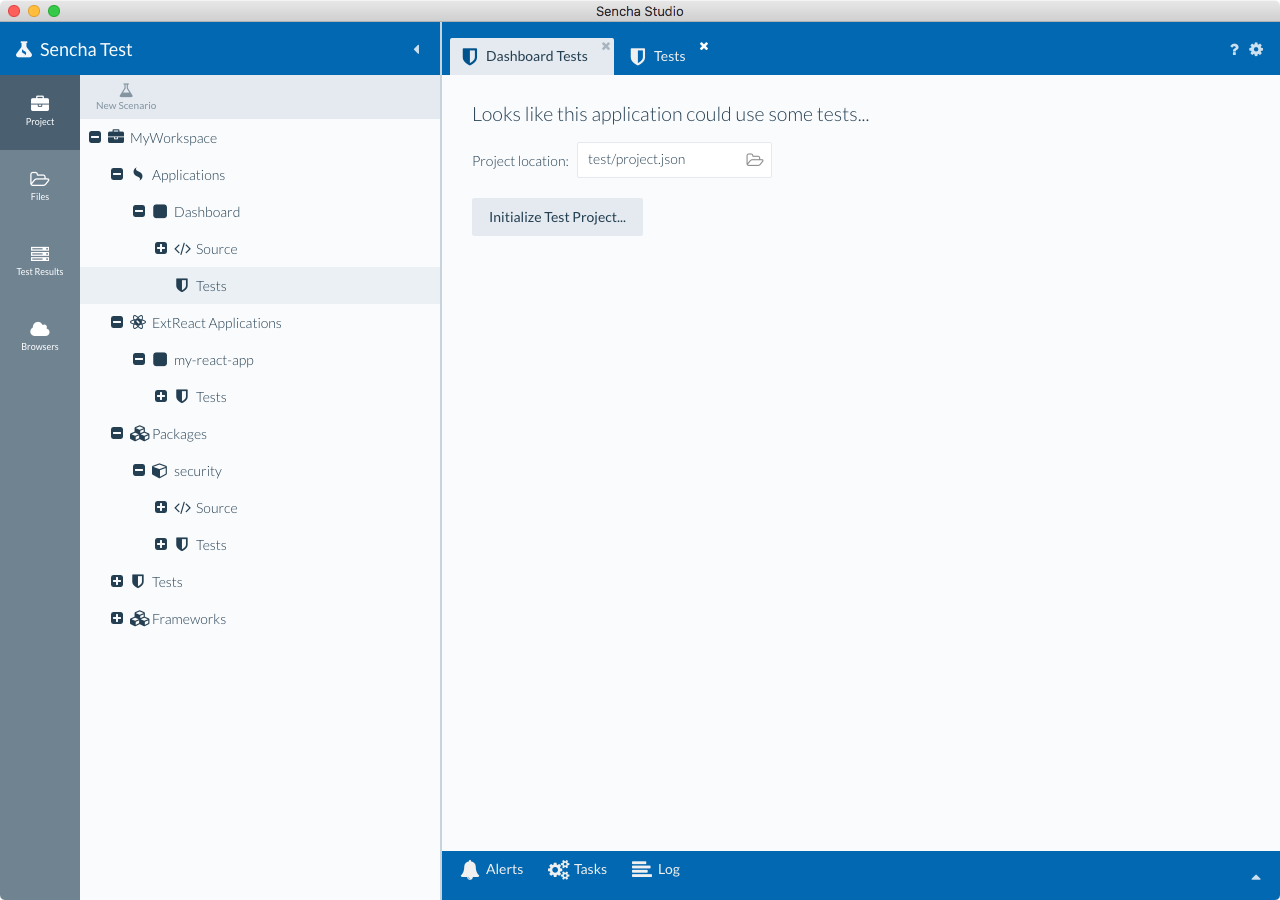 Sencha Studio
Sencha Test
Dashboard Tests
Tests
?
Project
Files
Test Results
Browsers
New Scenario
MyWorkspace
Applications
Dashboard
</> Source
Tests
ExtReact Applications
my-react-app
Tests
Packages
security
</> Source
Tests
Tests
Frameworks
Looks like this application could use some tests...
Project location: test/project.json
Initialize Test Project...
Alerts Tasks Log